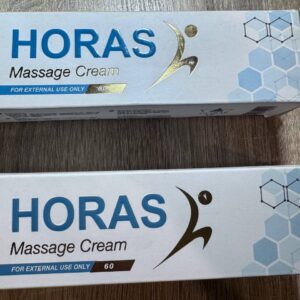 HORAS
Massage Cream
FOR EXTERNAL USE ONLY
HORAS
Massage Cream
FOR EXTERNAL USE ONLY 60